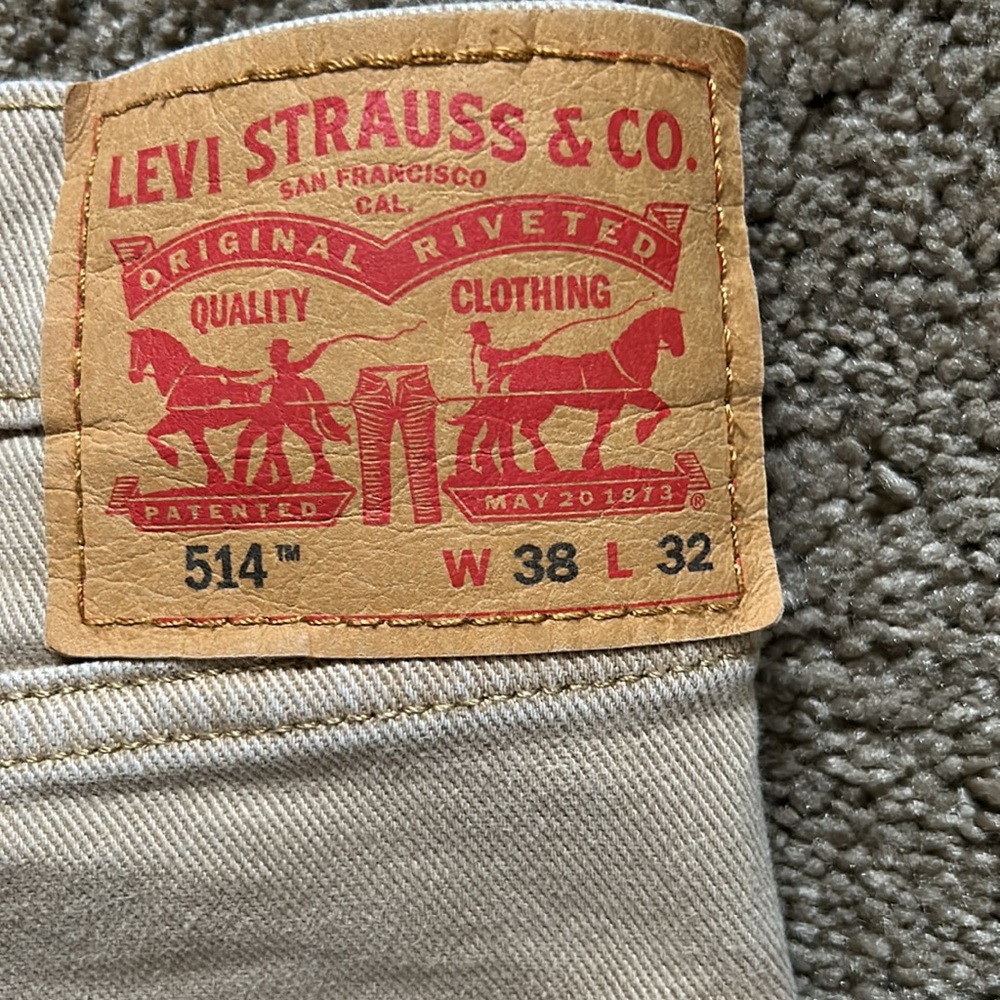 LEVI STRAUSS & CO.
SAN FRANCISCO
CAL.
ORIGINAL RIVETED
QUALITY CLOTHING
PATENTED MAY 20 1873 ®
514™ W 38 L 32